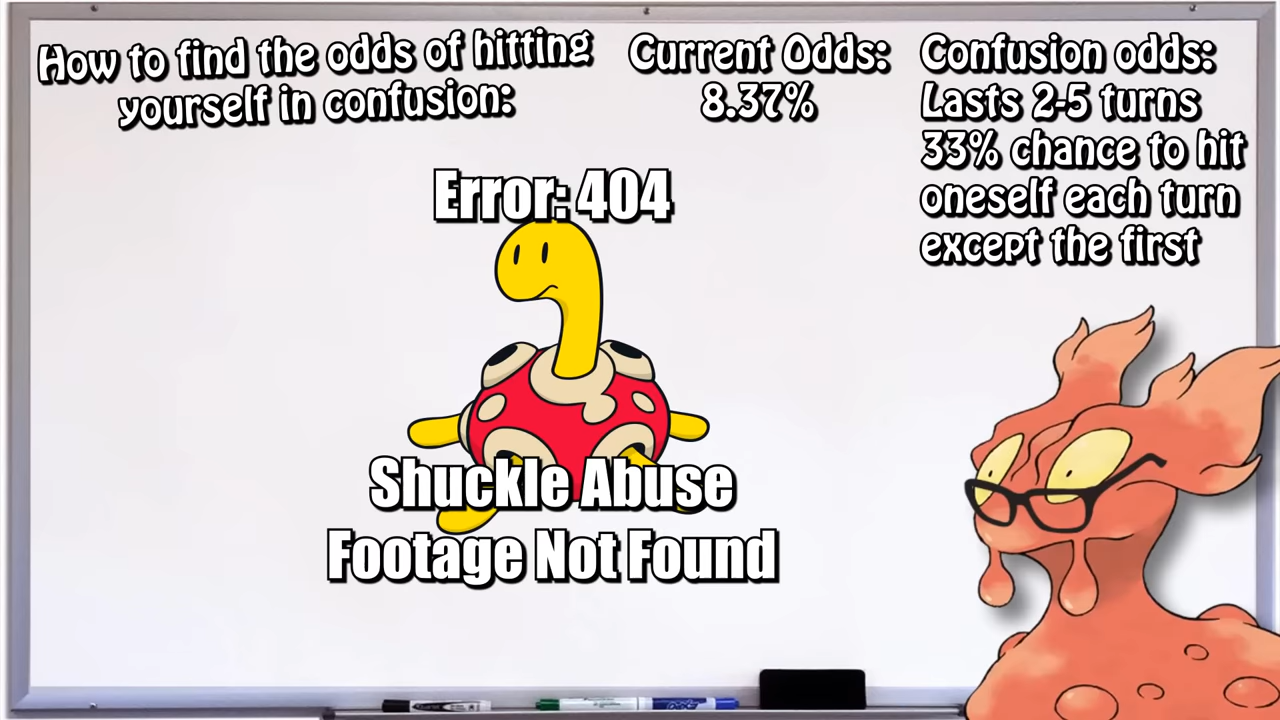 How to find the odds of hitting
yourself in confusion:
Current Odds:
8.37%
Confusion odds:
Lasts 2-5 turns
33% chance to hit
oneself each turn
except the first
Error: 404
Shuckle Abuse
Footage Not Found